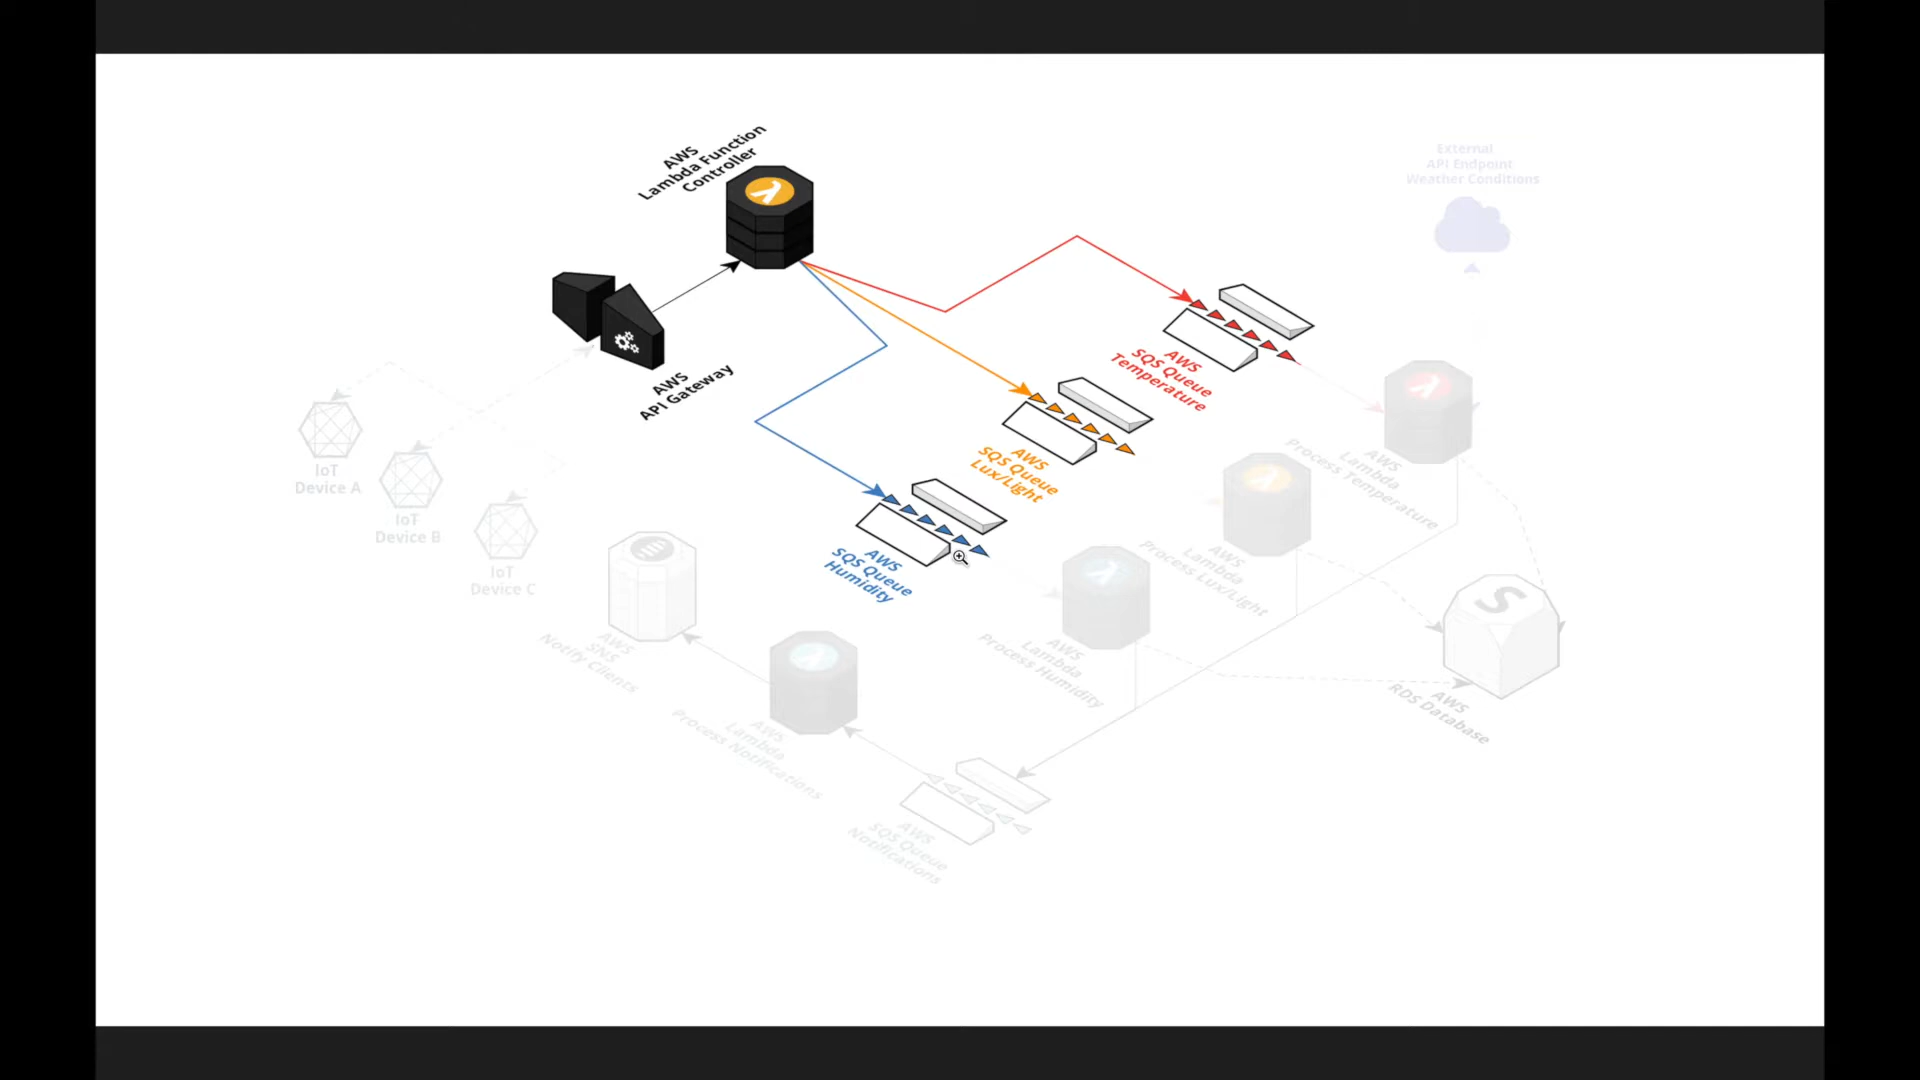 AWS
Lambda Function
Controller
External
API Endpoint
Weather Conditions
AWS
API Gateway
AWS
SQS Queue
Temperature
AWS
SQS Queue
Lux/Light
AWS
SQS Queue
Humidity
IoT
Device A
IoT
Device B
IoT
Device C
AWS
Lambda
Process Temperature
AWS
Lambda
Process Lux/Light
AWS
Lambda
Process Humidity
AWS
RDS Database
AWS
SNS
Notify Clients
AWS
Lambda
Process Notifications
AWS
SQS Queue
Notifications